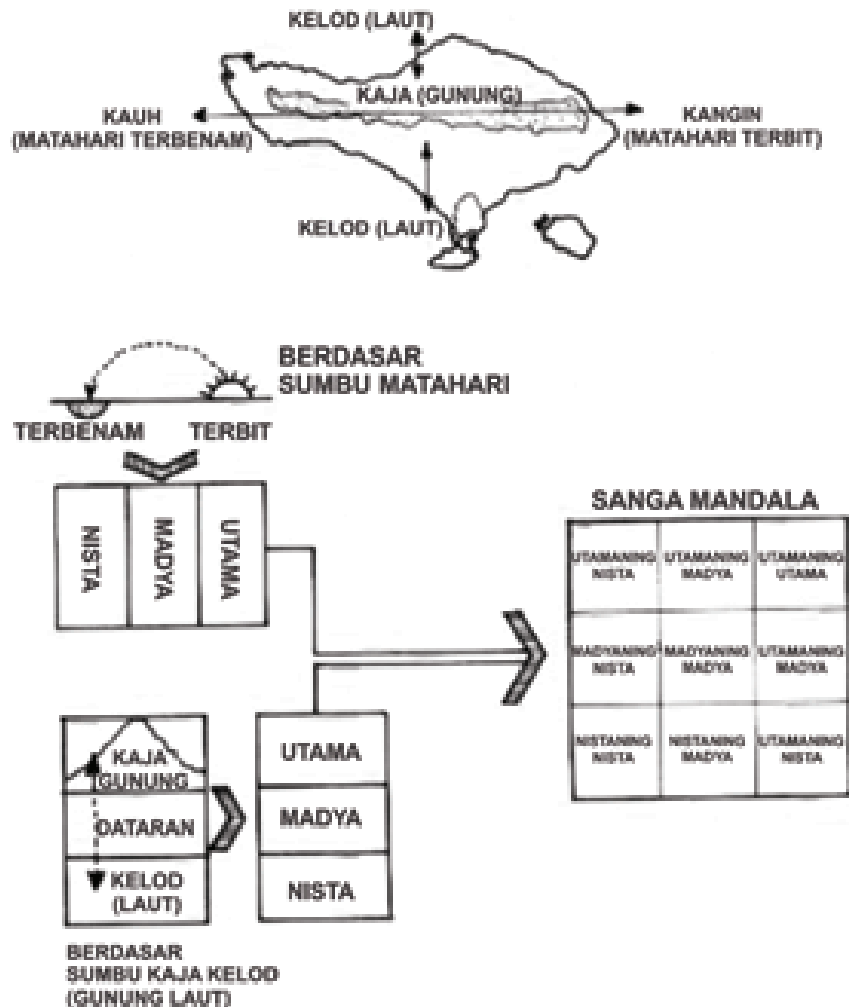 KELOD (LAUT)
KAJA (GUNUNG)
KAUH
(MATAHARI TERBENAM)
KANGIN
(MATAHARI TERBIT)
KELOD (LAUT)
BERDASAR
SUMBU MATAHARI
TERBENAM
TERBIT
NISTA
MADYA
UTAMA
SANGA MANDALA
UTAMANING
NISTA
UTAMANING
MADYA
UTAMANING
UTAMA
MADYANING
NISTA
MADYANING
MADYA
UTAMANING
MADYA
NISTANING
NISTA
NISTANING
MADYA
UTAMANING
NISTA
KAJA
GUNUNG
DATARAN
KELOD
(LAUT)
UTAMA
MADYA
NISTA
BERDASAR
SUMBU KAJA KELOD
(GUNUNG LAUT)